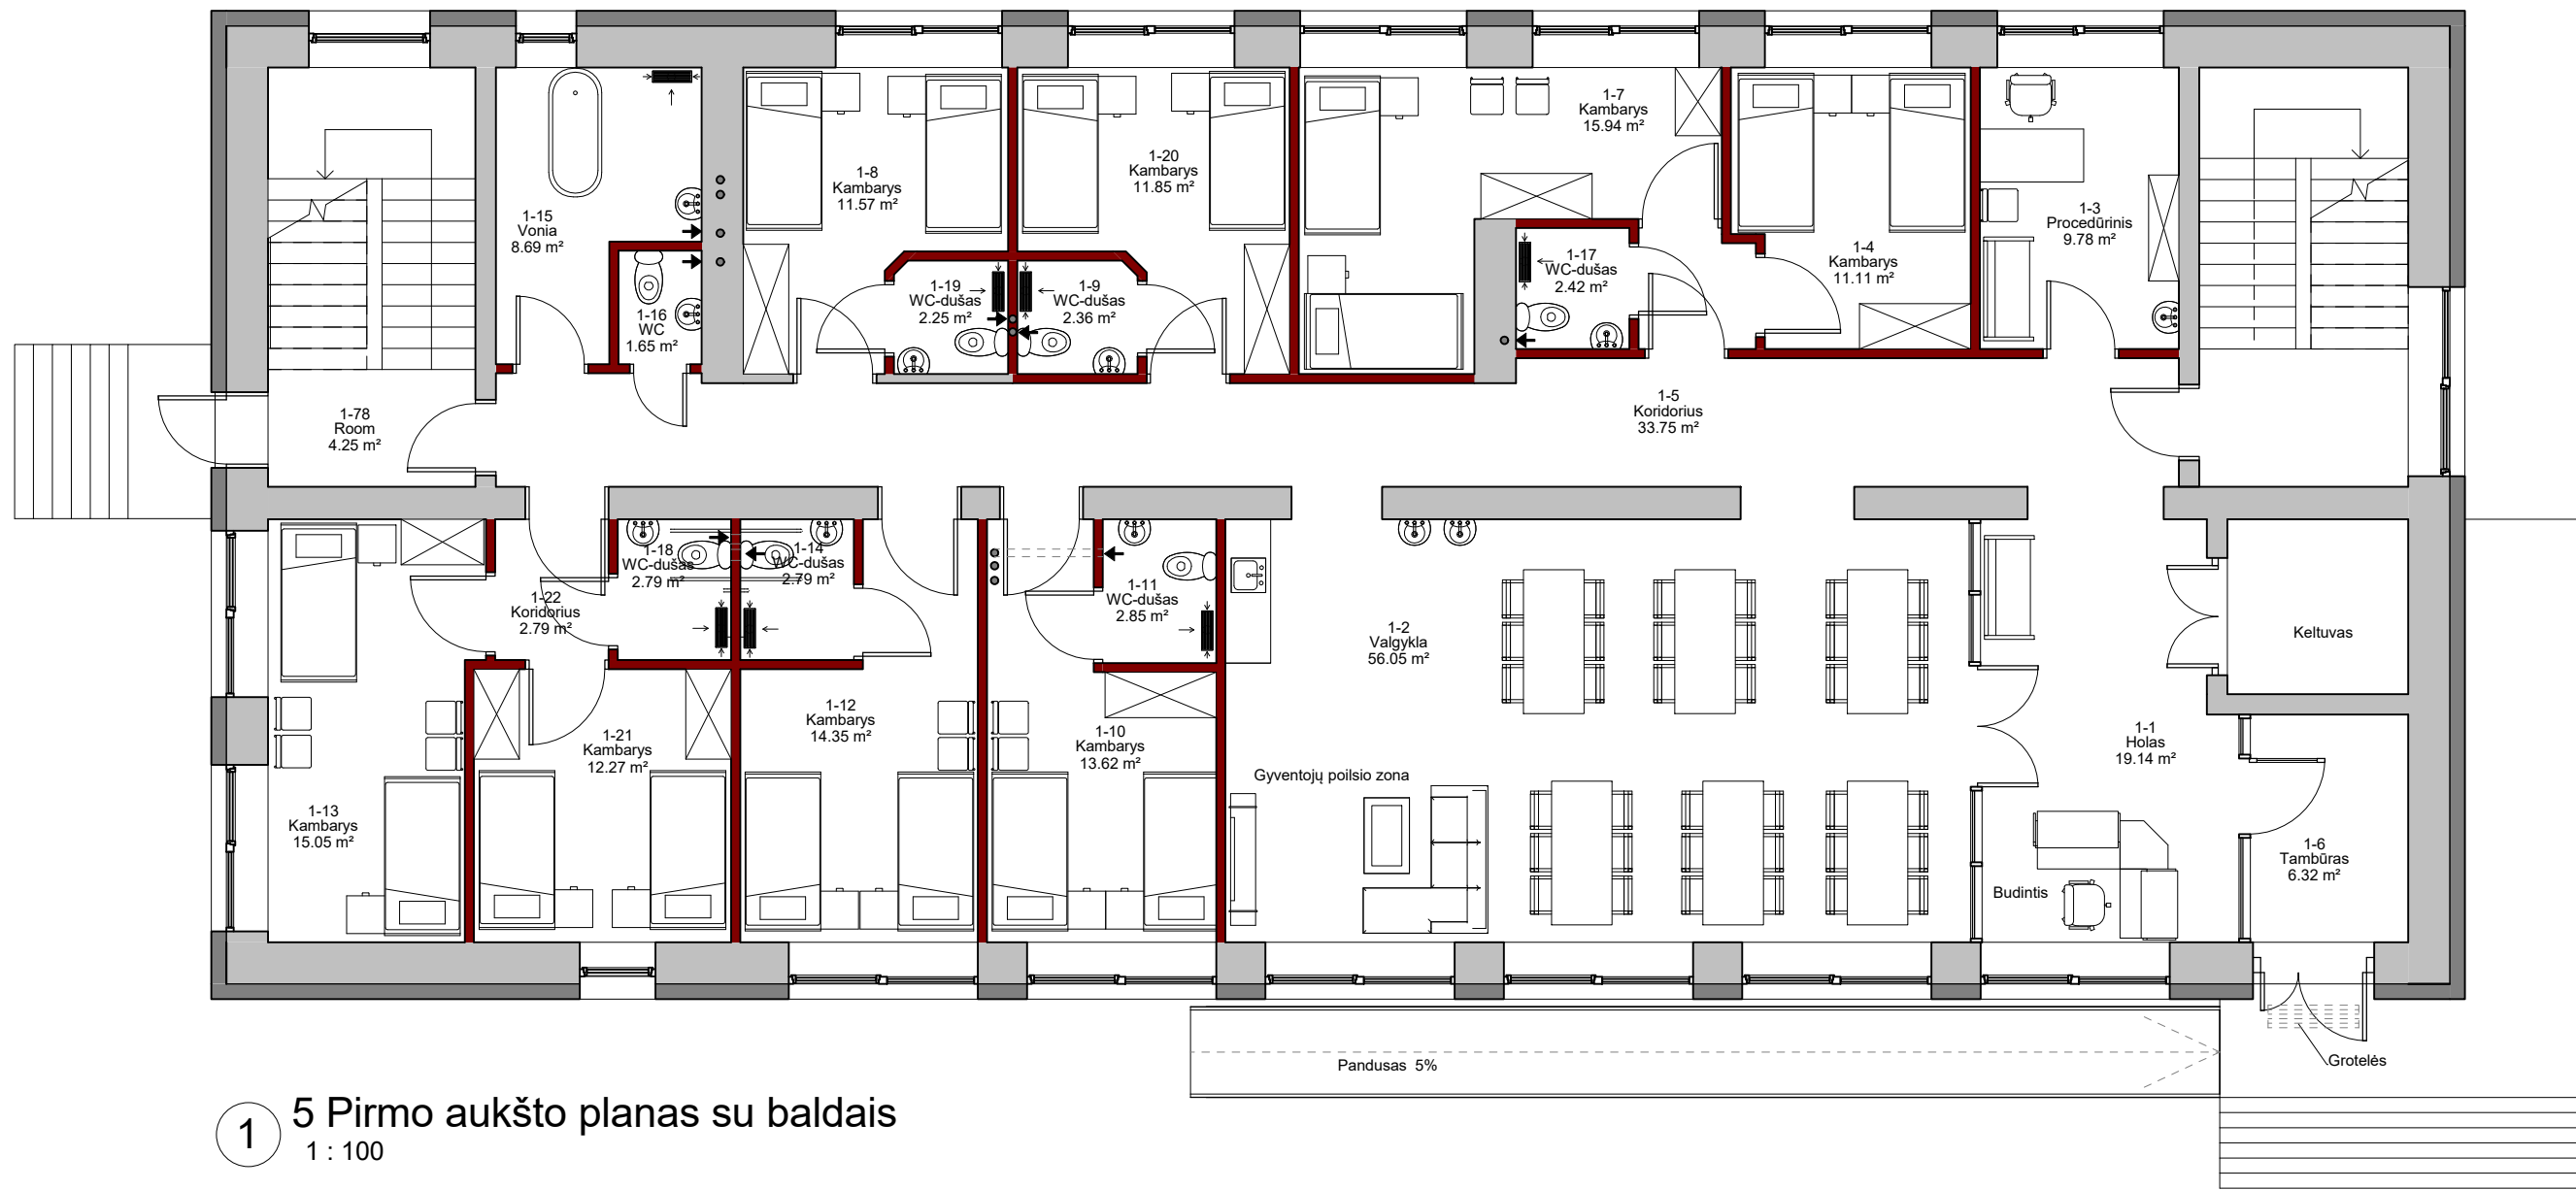 1-7
Kambarys
15.94 m²
1-20
Kambarys
11.85 m²
1-8
Kambarys
11.57 m²
1-15
Vonia
8.69 m²
1-3
Procedūrinis
9.78 m²
1-4
Kambarys
11.11 m²
1-17
WC-dušas
2.42 m²
1-19
WC-dušas
2.25 m²
1-9
WC-dušas
2.36 m²
1-16
WC
1.65 m²
1-78
Room
4.25 m²
1-5
Koridorius
33.75 m²
1-18
WC-dušas
2.79 m²
1-14
WC-dušas
2.79 m²
1-22
Koridorius
2.79 m²
1-11
WC-dušas
2.85 m²
1-2
Valgykla
56.05 m²
Keltuvas
1-12
Kambarys
14.35 m²
1-21
Kambarys
12.27 m²
1-10
Kambarys
13.62 m²
1-1
Holas
19.14 m²
Gyventojų poilsio zona
1-13
Kambarys
15.05 m²
1-6
Tambūras
6.32 m²
Budintis
Pandusas 5%
Grotelės
1
5 Pirmo aukšto planas su baldais
1 : 100